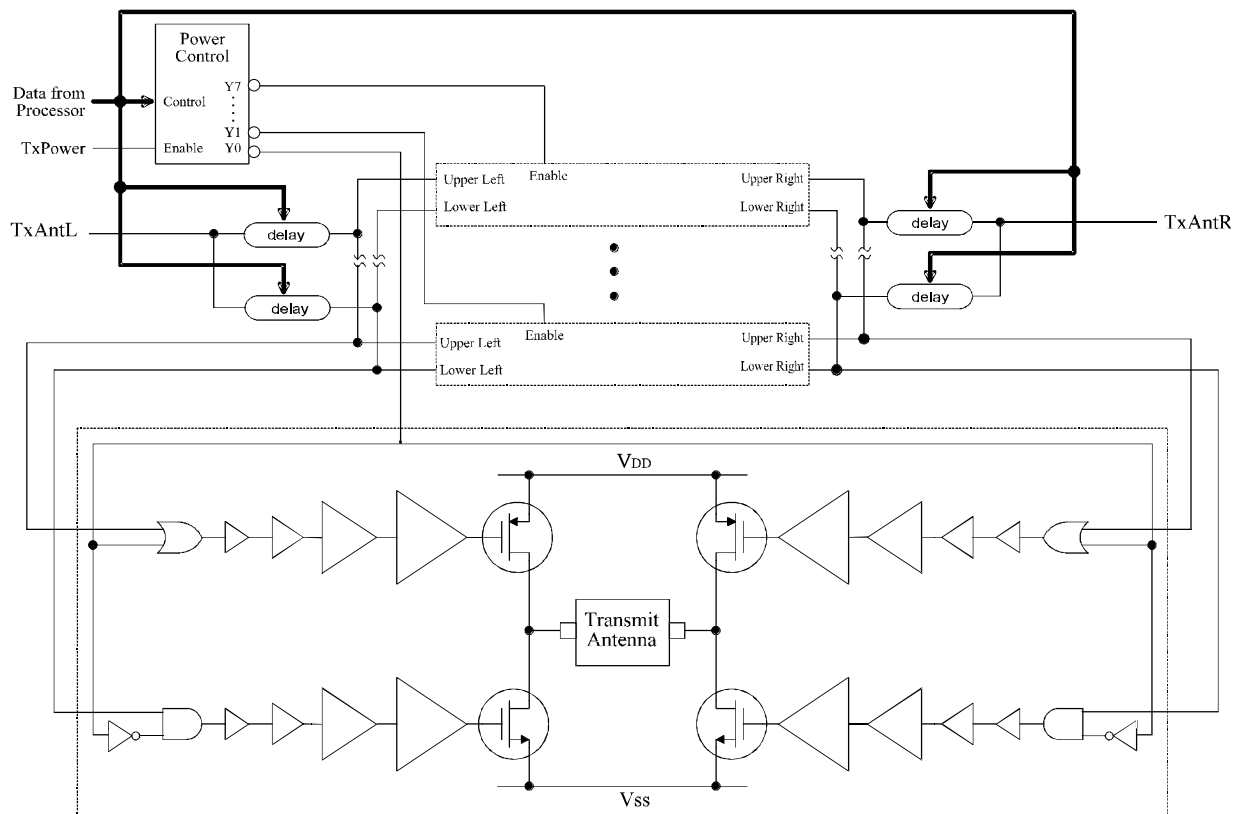 Power
Control
Y7
Data from
Processor
Control
Y1
TxPower
Enable
Y0
Upper Left
Enable
Upper Right
Lower Left
Lower Right
TxAntL
delay
delay
TxAntR
delay
delay
Enable
Upper Left
Upper Right
Lower Left
Lower Right
VDD
Transmit
Antenna
Vss